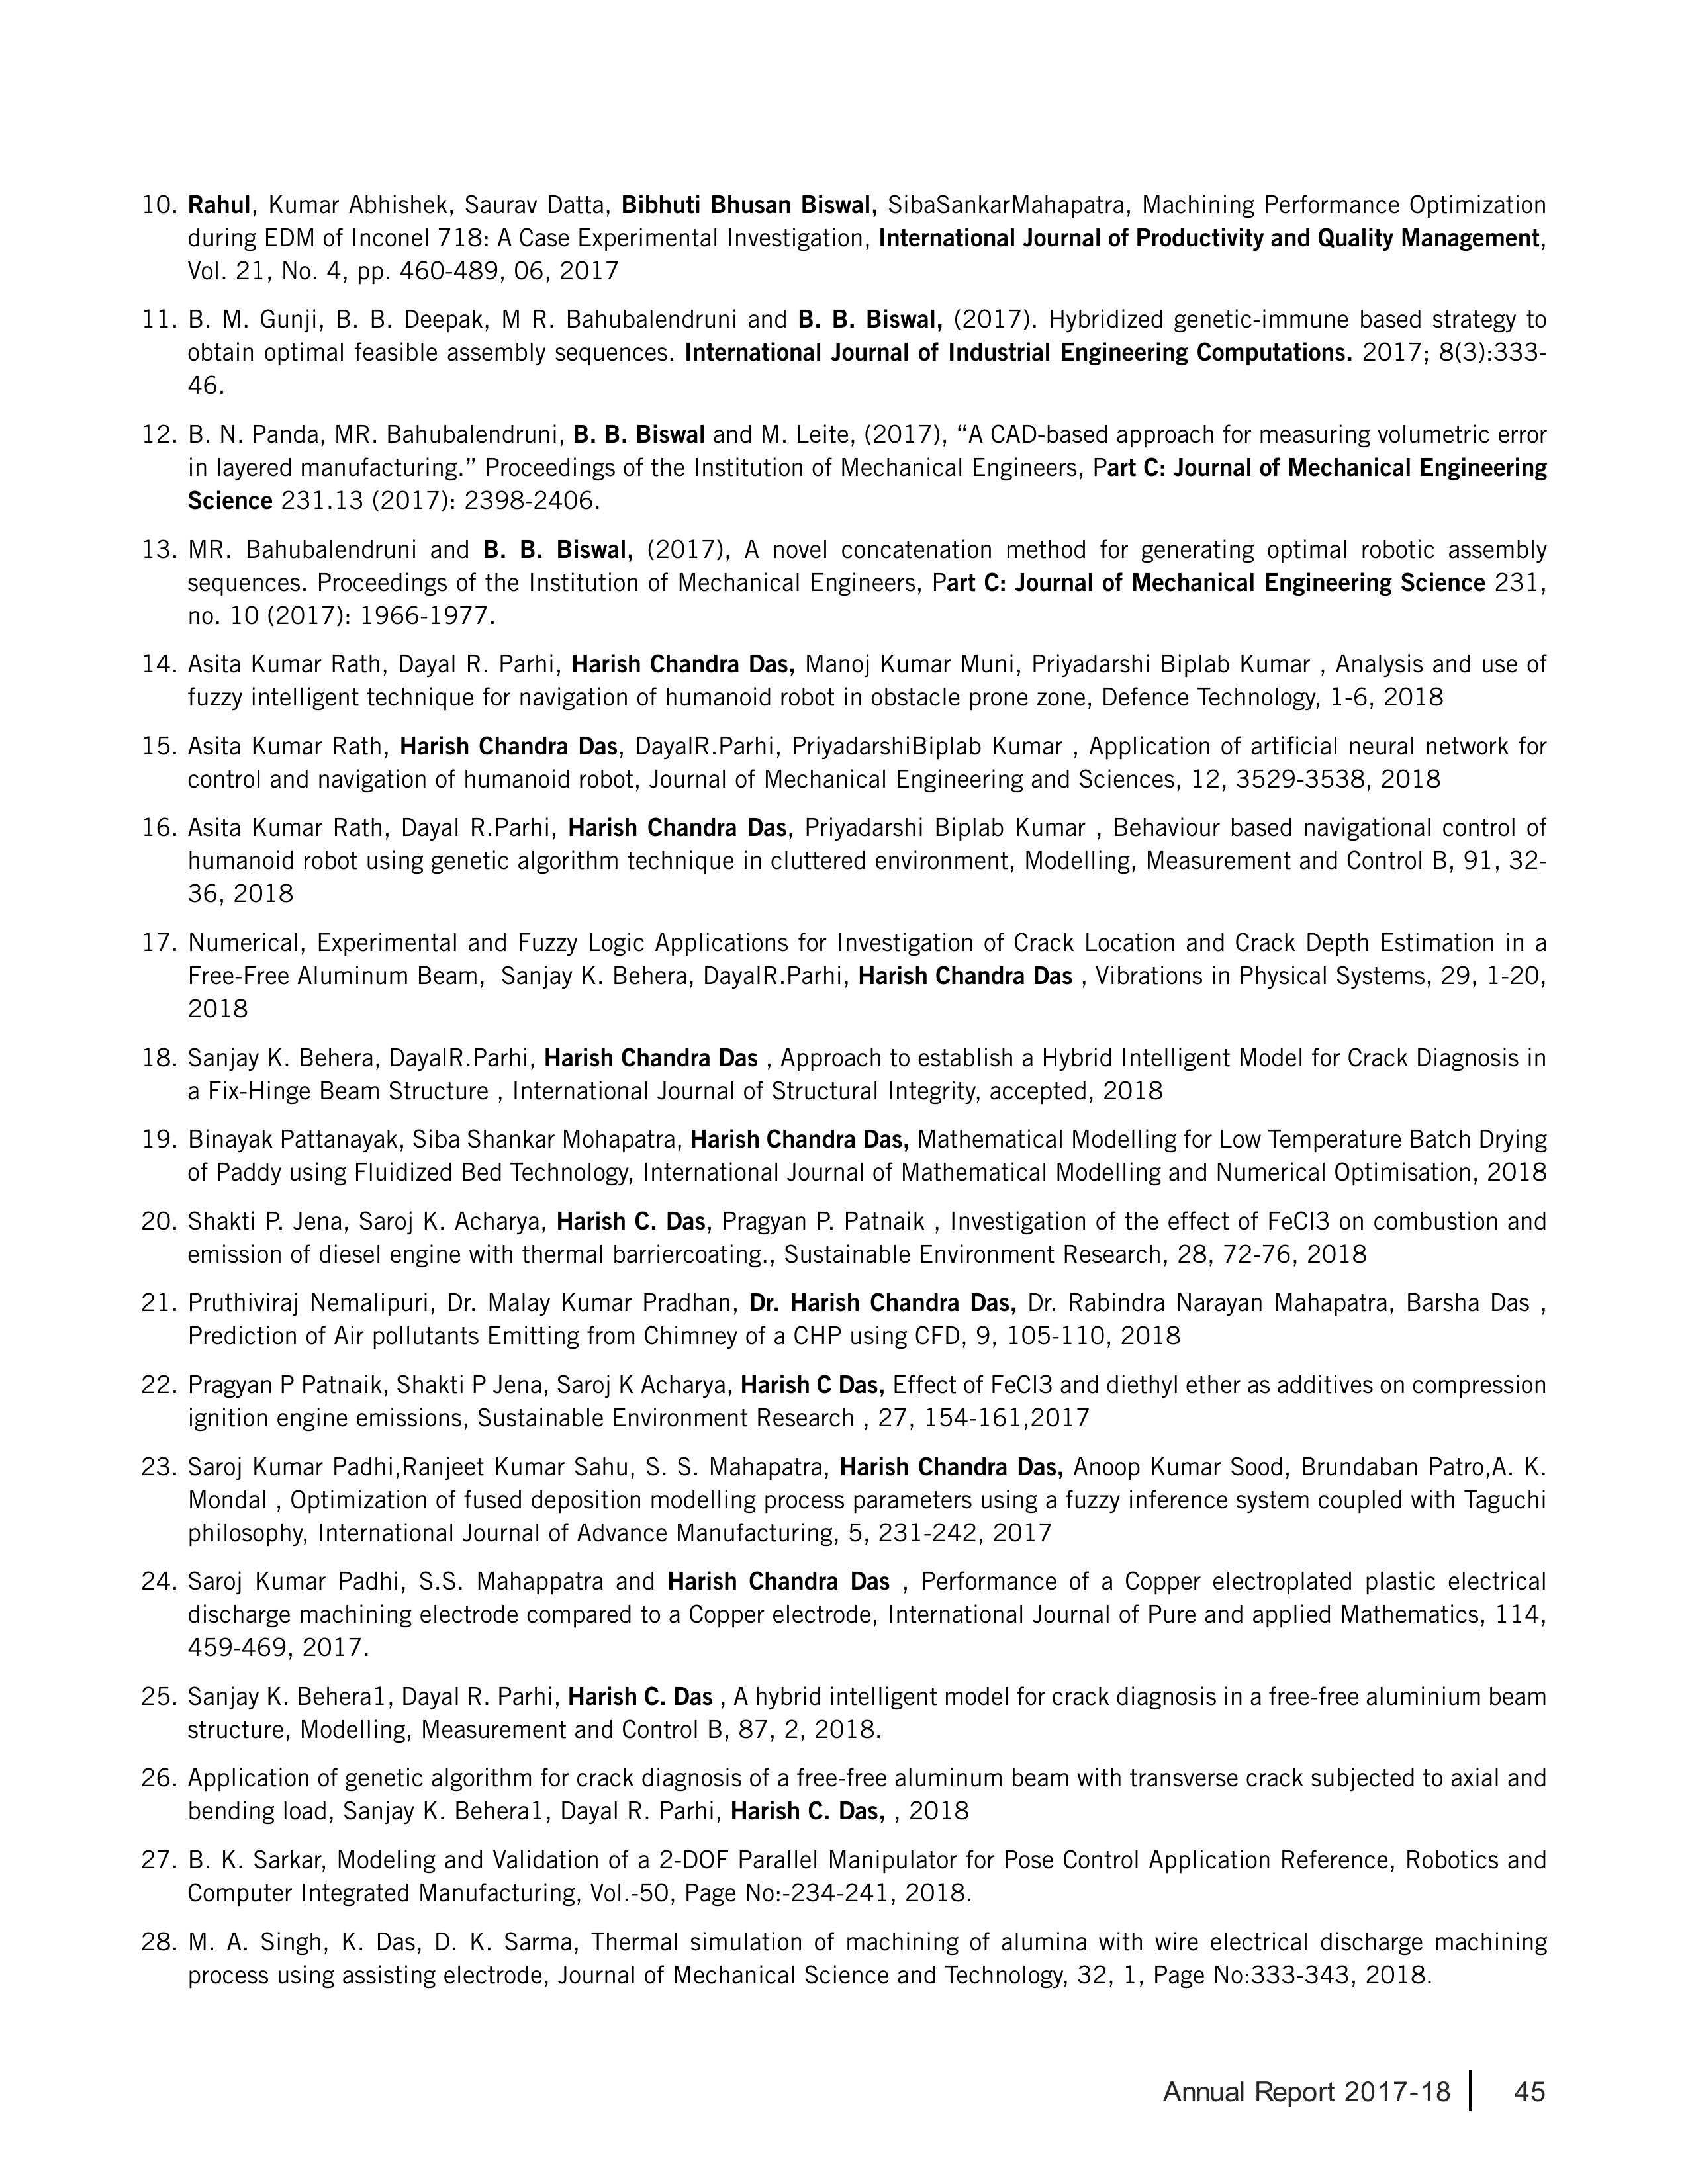 10. Rahul, Kumar Abhishek, Saurav Datta, Bibhuti Bhusan Biswal, SibaSankarMahapatra, Machining Performance Optimization
during EDM of Inconel 718: A Case Experimental Investigation, International Journal of Productivity and Quality Management,
Vol. 21, No. 4, pp. 460-489, 06, 2017
11. B. M. Gunji, B. B. Deepak, M R. Bahubalendruni and B. B. Biswal, (2017). Hybridized genetic-immune based strategy to
obtain optimal feasible assembly sequences. International Journal of Industrial Engineering Computations. 2017; 8(3):333-
46.
12. B. N. Panda, MR. Bahubalendruni, B. B. Biswal and M. Leite, (2017), “A CAD-based approach for measuring volumetric error
in layered manufacturing.” Proceedings of the Institution of Mechanical Engineers, Part C: Journal of Mechanical Engineering
Science 231.13 (2017): 2398-2406.
13. MR. Bahubalendruni and B. B. Biswal, (2017), A novel concatenation method for generating optimal robotic assembly
sequences. Proceedings of the Institution of Mechanical Engineers, Part C: Journal of Mechanical Engineering Science 231,
no. 10 (2017): 1966-1977.
14. Asita Kumar Rath, Dayal R. Parhi, Harish Chandra Das, Manoj Kumar Muni, Priyadarshi Biplab Kumar , Analysis and use of
fuzzy intelligent technique for navigation of humanoid robot in obstacle prone zone, Defence Technology, 1-6, 2018
15. Asita Kumar Rath, Harish Chandra Das, DayalR.Parhi, PriyadarshiBiplab Kumar , Application of artificial neural network for
control and navigation of humanoid robot, Journal of Mechanical Engineering and Sciences, 12, 3529-3538, 2018
16. Asita Kumar Rath, Dayal R.Parhi, Harish Chandra Das, Priyadarshi Biplab Kumar , Behaviour based navigational control of
humanoid robot using genetic algorithm technique in cluttered environment, Modelling, Measurement and Control B, 91, 32-
36, 2018
17. Numerical, Experimental and Fuzzy Logic Applications for Investigation of Crack Location and Crack Depth Estimation in a
Free-Free Aluminum Beam, Sanjay K. Behera, DayalR.Parhi, Harish Chandra Das , Vibrations in Physical Systems, 29, 1-20,
2018
18. Sanjay K. Behera, DayalR.Parhi, Harish Chandra Das , Approach to establish a Hybrid Intelligent Model for Crack Diagnosis in
a Fix-Hinge Beam Structure , International Journal of Structural Integrity, accepted, 2018
19. Binayak Pattanayak, Siba Shankar Mohapatra, Harish Chandra Das, Mathematical Modelling for Low Temperature Batch Drying
of Paddy using Fluidized Bed Technology, International Journal of Mathematical Modelling and Numerical Optimisation, 2018
20. Shakti P. Jena, Saroj K. Acharya, Harish C. Das, Pragyan P. Patnaik , Investigation of the effect of FeCl3 on combustion and
emission of diesel engine with thermal barriercoating., Sustainable Environment Research, 28, 72-76, 2018
21. Pruthiviraj Nemalipuri, Dr. Malay Kumar Pradhan, Dr. Harish Chandra Das, Dr. Rabindra Narayan Mahapatra, Barsha Das ,
Prediction of Air pollutants Emitting from Chimney of a CHP using CFD, 9, 105-110, 2018
22. Pragyan P Patnaik, Shakti P Jena, Saroj K Acharya, Harish C Das, Effect of FeCl3 and diethyl ether as additives on compression
ignition engine emissions, Sustainable Environment Research , 27, 154-161,2017
23. Saroj Kumar Padhi,Ranjeet Kumar Sahu, S. S. Mahapatra, Harish Chandra Das, Anoop Kumar Sood, Brundaban Patro,A. K.
Mondal , Optimization of fused deposition modelling process parameters using a fuzzy inference system coupled with Taguchi
philosophy, International Journal of Advance Manufacturing, 5, 231-242, 2017
24. Saroj Kumar Padhi, S.S. Mahappatra and Harish Chandra Das , Performance of a Copper electroplated plastic electrical
discharge machining electrode compared to a Copper electrode, International Journal of Pure and applied Mathematics, 114,
459-469, 2017.
25. Sanjay K. Behera1, Dayal R. Parhi, Harish C. Das , A hybrid intelligent model for crack diagnosis in a free-free aluminium beam
structure, Modelling, Measurement and Control B, 87, 2, 2018.
26. Application of genetic algorithm for crack diagnosis of a free-free aluminum beam with transverse crack subjected to axial and
bending load, Sanjay K. Behera1, Dayal R. Parhi, Harish C. Das, , 2018
27. B. K. Sarkar, Modeling and Validation of a 2-DOF Parallel Manipulator for Pose Control Application Reference, Robotics and
Computer Integrated Manufacturing, Vol.-50, Page No:-234-241, 2018.
28. M. A. Singh, K. Das, D. K. Sarma, Thermal simulation of machining of alumina with wire electrical discharge machining
process using assisting electrode, Journal of Mechanical Science and Technology, 32, 1, Page No:333-343, 2018.
Annual Report 2017-18 45